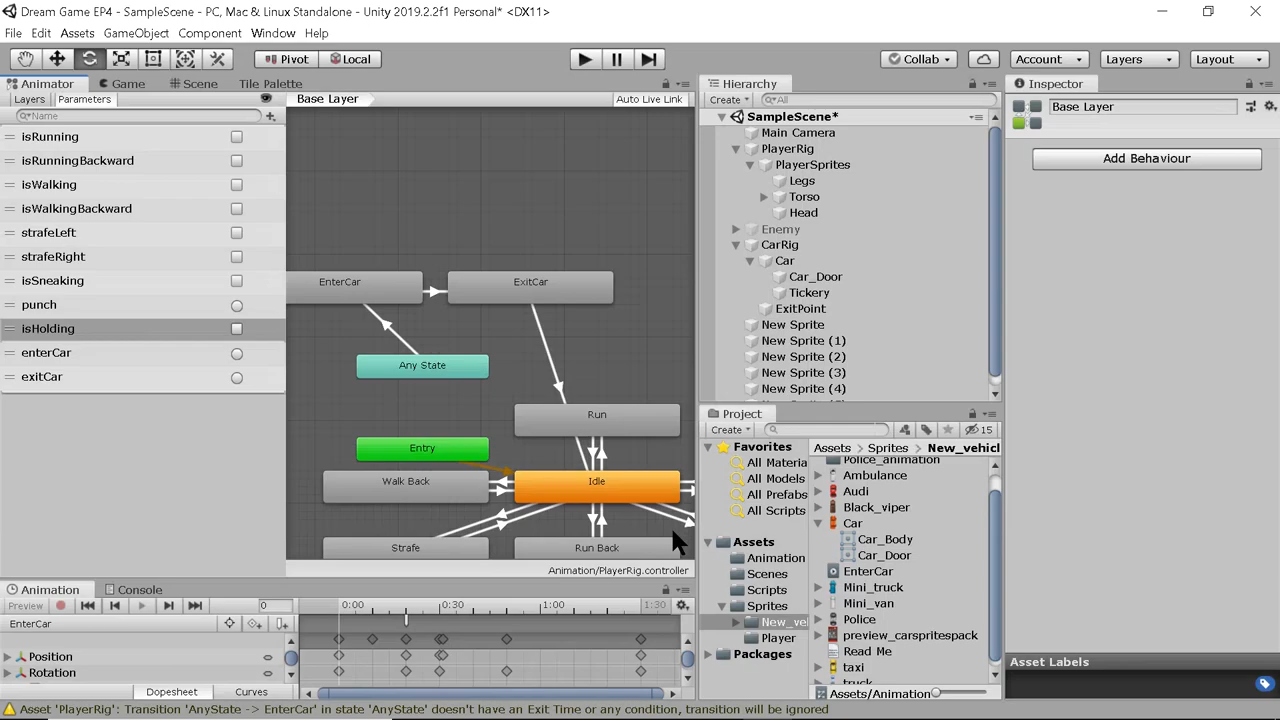 Dream Game EP4 - SampleScene - PC, Mac & Linux Standalone - Unity 2019.2.2f1 Personal* <DX11>
File Edit Assets GameObject Component Window Help
Pivot Local Collab Account Layers Layout
Animator Game Scene Tile Palette
Layers Parameters
Base Layer
Auto Live Link
Name
isRunning
isRunningBackward
isWalking
isWalkingBackward
strafeLeft
strafeRight
isSneaking
punch
isHolding
enterCar
exitCar
EnterCar
ExitCar
Any State
Run
Entry
Walk Back
Idle
Strafe
Run Back
Animation/PlayerRig.controller
Animation Console
Preview
0
0:00 0:30 1:00 1:30
EnterCar
Position
Rotation
Dopesheet Curves
Hierarchy
Create All
SampleScene*
Main Camera
PlayerRig
PlayerSprites
Legs
Torso
Head
Enemy
CarRig
Car
Car_Door
Tickery
ExitPoint
New Sprite
New Sprite (1)
New Sprite (2)
New Sprite (3)
New Sprite (4)
Project
Create
15
Favorites
All Materia
All Models
All Prefabs
All Scripts
Assets
Animation
Scenes
Scripts
Sprites
New_vel
Player
Packages
Assets Sprites New_vehicl
Police_animation
Ambulance
Audi
Black_viper
Car
Car_Body
Car_Door
EnterCar
Mini_truck
Mini_van
Police
preview_carspritespack
Read Me
taxi
truck
Assets/Animation
Inspector
Base Layer
Add Behaviour
Asset Labels
Asset 'PlayerRig': Transition 'AnyState -> EnterCar' in state 'AnyState' doesn't have an Exit Time or any condition, transition will be ignored